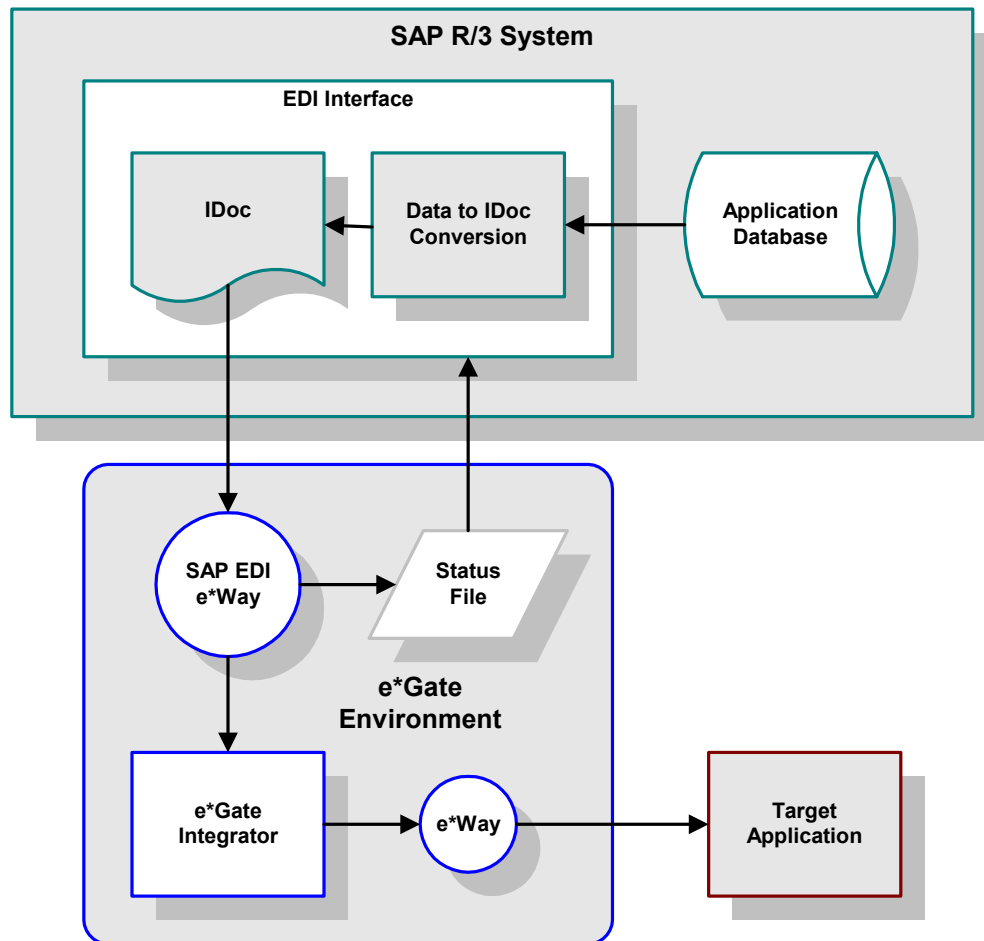 SAP R/3 System
EDI Interface
IDoc
Data to IDoc
Conversion
Application
Database
SAP EDI
e*Way
Status
File
e*Gate
Environment
e*Gate
Integrator
e*Way
Target
Application